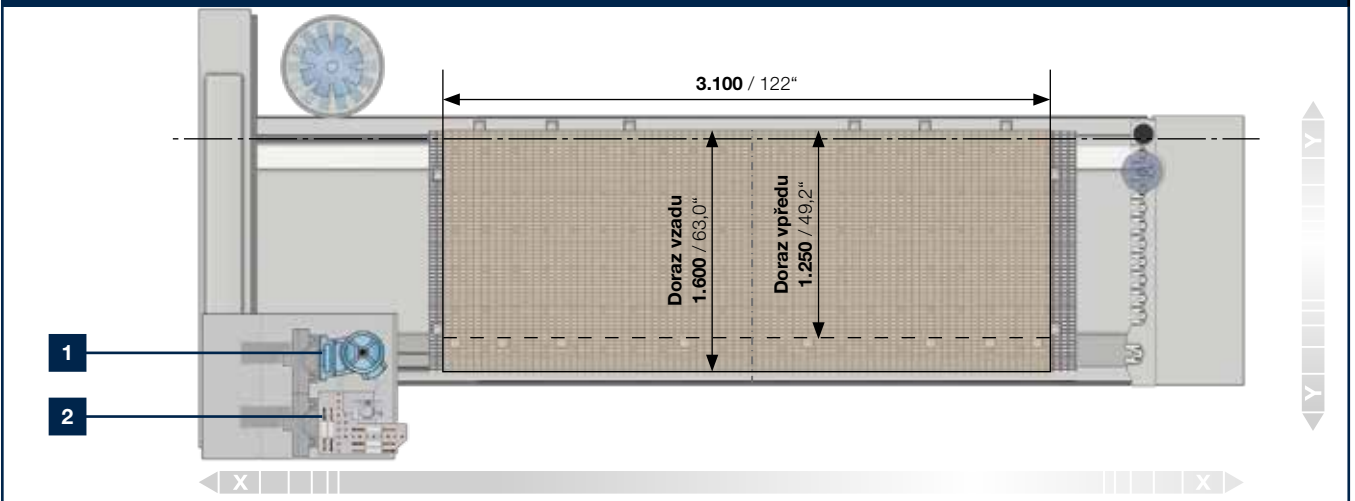 3.100 / 122“
Doraz vzadu
1.600 / 63,0“
Doraz vpředu
1.250 / 49,2“
Y
1
2
Y
X
X